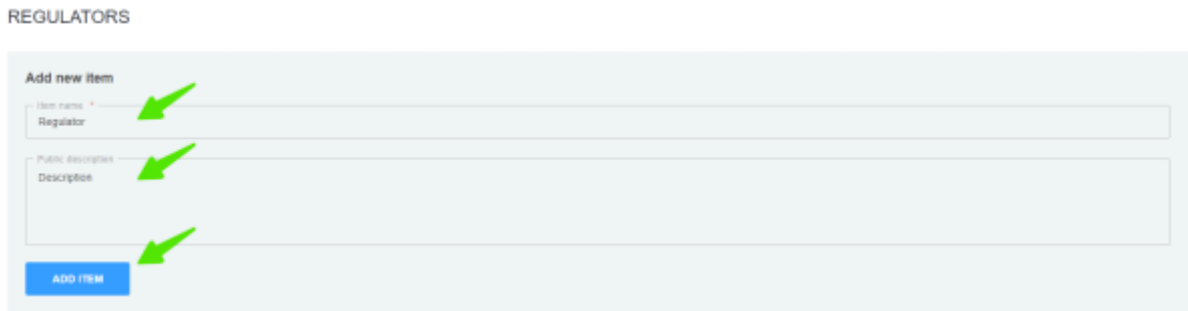 REGULATORS
Add new item
Item name *
Regulator
Public description
Description
ADD ITEM